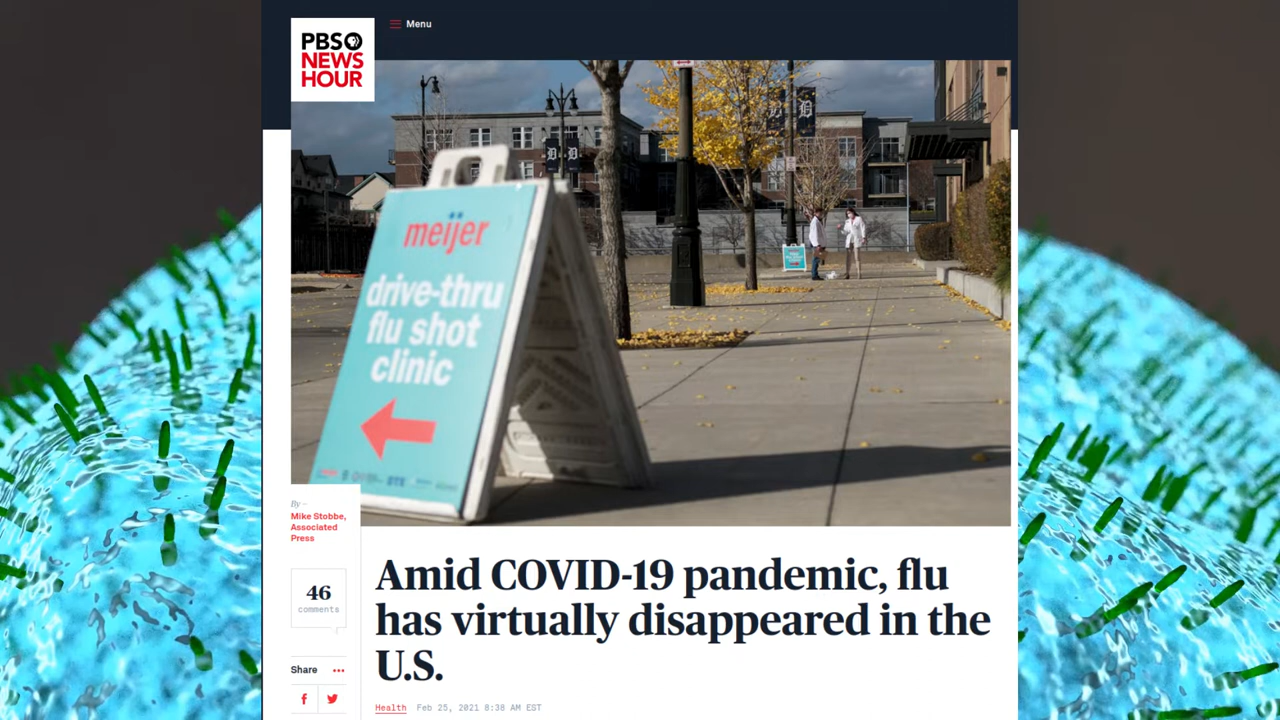 Menu
PBS
NEWS
HOUR
D D
D D
meijer
drive-thru
flu shot
clinic
By —
Mike Stobbe,
Associated
Press
46
comments
Share
Amid COVID-19 pandemic, flu
has virtually disappeared in the
U.S.
Health Feb 25, 2021 8:38 AM EST